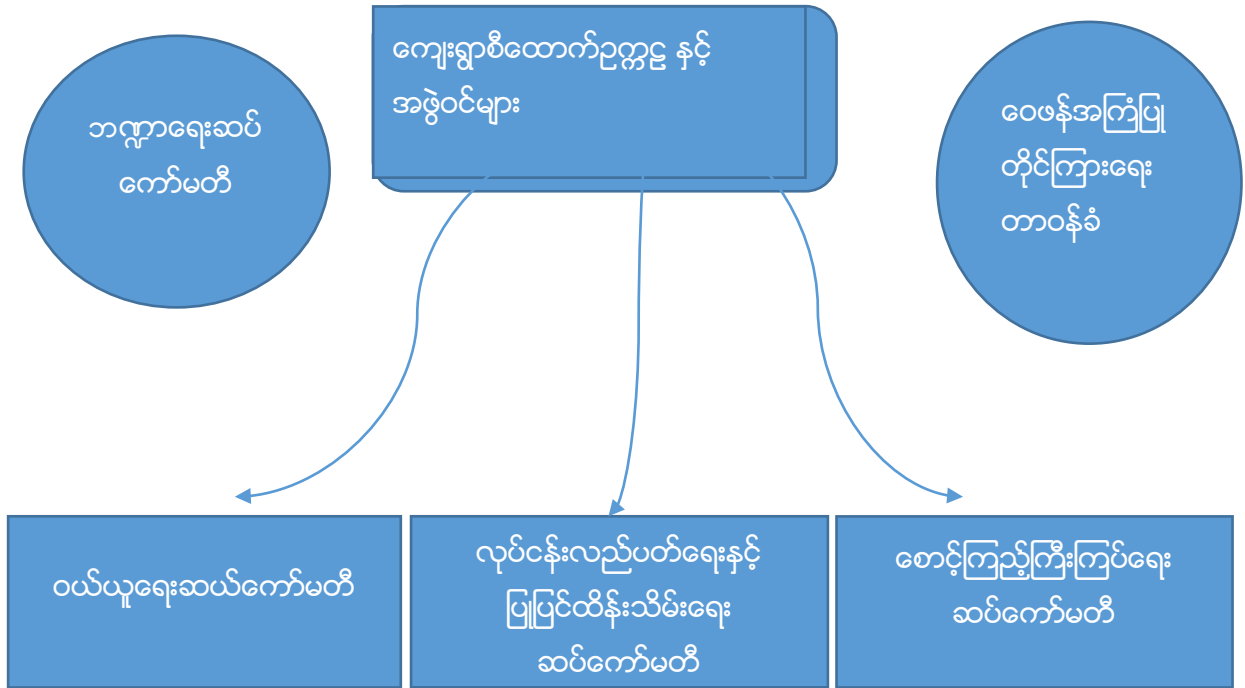 ဘဏ္ဍာရေးဆပ်
ကော်မတီ
ကျေးရွာစီထောက်ဥက္ကဠ နှင့်
အဖွဲ့ဝင်များ
ဝေဖန်အကြံပြု
တိုင်ကြားရေး
တာဝန်ခံ
ဝယ်ယူရေးဆယ်ကော်မတီ
လုပ်ငန်းလည်ပတ်ရေးနှင့်
ပြုပြင်ထိန်းသိမ်းရေး
ဆပ်ကော်မတီ
စောင့်ကြည့်ကြီးကြပ်ရေး
ဆပ်ကော်မတီ